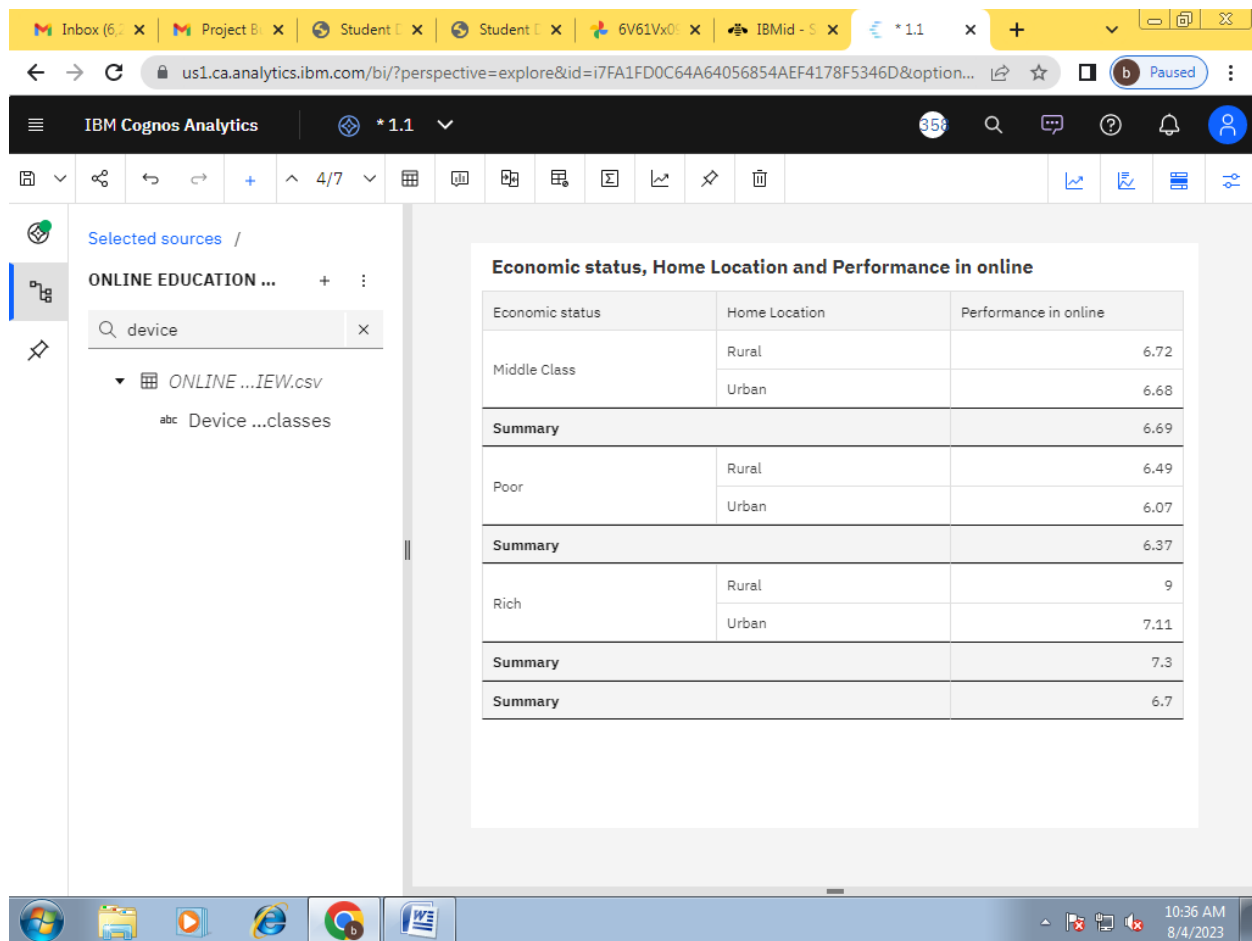 Inbox (6,2
Project B
Student D
Student D
6V61Vx09
IBMid - S
* 1.1
us1.ca.analytics.ibm.com/bi/?perspective=explore&id=i7FA1FD0C64A64056854AEF4178F5346D&option...
b Paused
IBM Cognos Analytics
* 1.1
358
4/7
Selected sources /
ONLINE EDUCATION ...
device
ONLINE ...IEW.csv
abc Device ...classes
Economic status, Home Location and Performance in online
Economic status Home Location Performance in online
Middle Class Rural 6.72
Urban 6.68
Summary 6.69
Poor Rural 6.49
Urban 6.07
Summary 6.37
Rich Rural 9
Urban 7.11
Summary 7.3
Summary 6.7
10:36 AM
8/4/2023